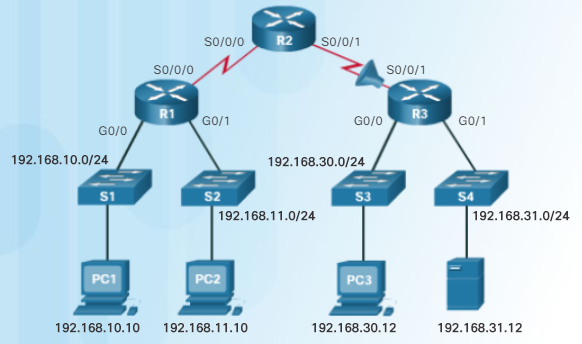 R2
S0/0/0
S0/0/1
S0/0/0
S0/0/1
R1
R3
G0/0
G0/1
G0/0
G0/1
192.168.10.0/24
192.168.30.0/24
S1
S2
S3
S4
192.168.11.0/24
192.168.31.0/24
PC1
PC2
PC3
192.168.10.10
192.168.11.10
192.168.30.12
192.168.31.12